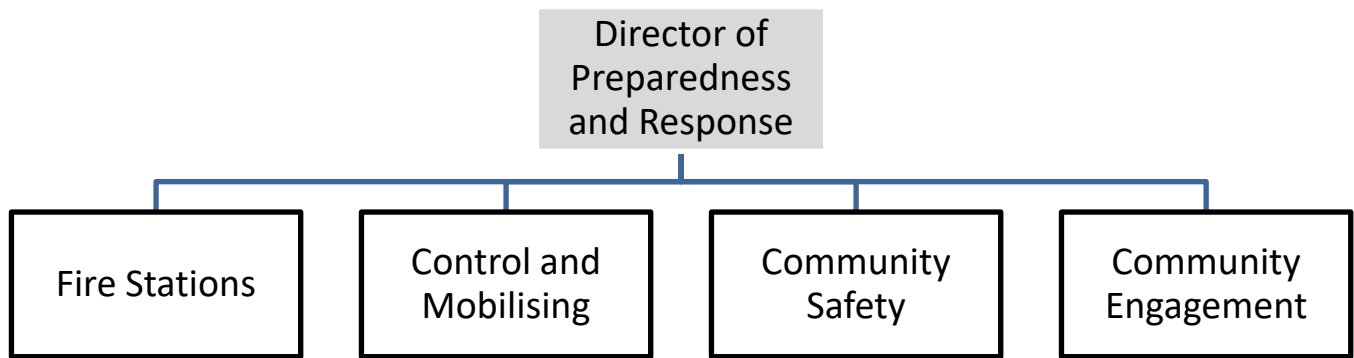 Director of
Preparedness
and Response
Fire Stations
Control and
Mobilising
Community
Safety
Community
Engagement